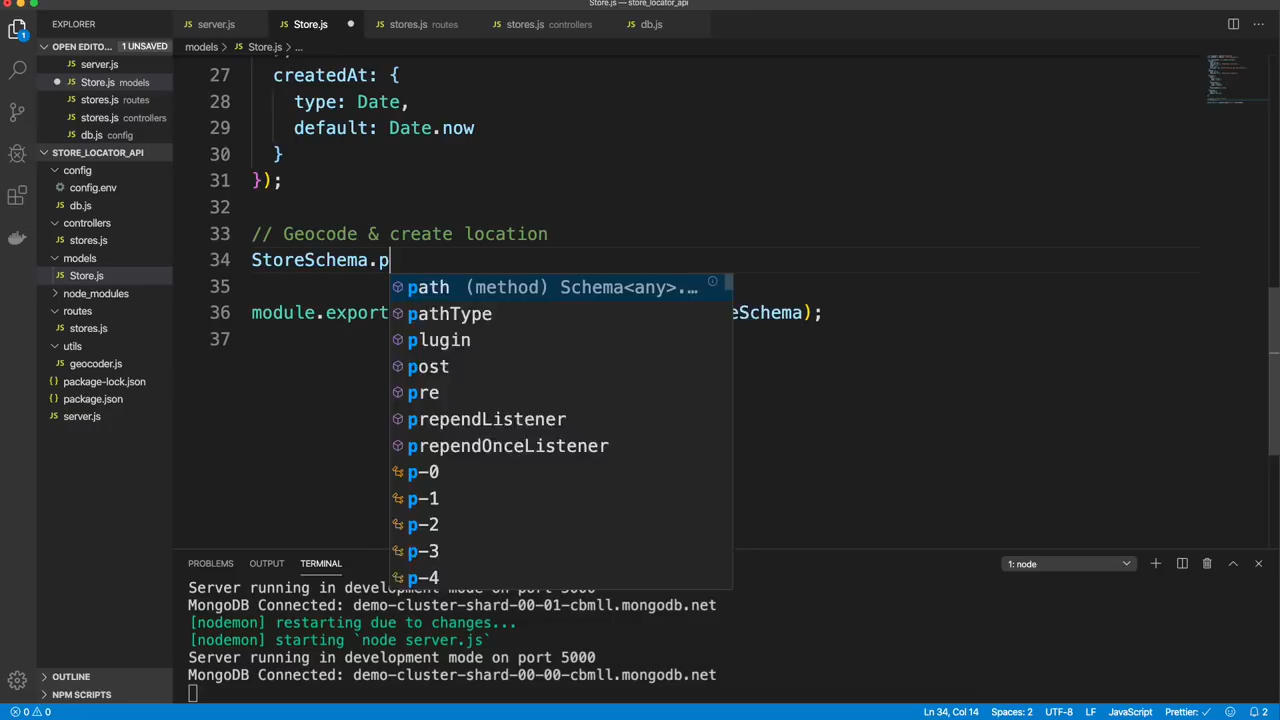 Store.js — store_locator_api
EXPLORER
server.js
Store.js
stores.js routes
stores.js controllers
db.js
OPEN EDITO... 1 UNSAVED
models > Store.js > ...
server.js
Store.js models
stores.js routes
stores.js controllers
db.js config
STORE_LOCATOR_API
config
config.env
db.js
controllers
stores.js
models
Store.js
node_modules
routes
stores.js
utils
geocoder.js
package-lock.json
package.json
server.js
OUTLINE
NPM SCRIPTS
27 createdAt: {
28 type: Date,
29 default: Date.now
30 }
31 });
32
33 // Geocode & create location
34 StoreSchema.p
35
36 module.export eSchema);
37
path (method) Schema<any>....
pathType
plugin
post
pre
prependListener
prependOnceListener
p-0
p-1
p-2
p-3
p-4
PROBLEMS OUTPUT TERMINAL 1: node
Server running in development mode on port 5000
MongoDB Connected: demo-cluster-shard-00-01-cbmll.mongodb.net
[nodemon] restarting due to changes...
[nodemon] starting `node server.js`
Server running in development mode on port 5000
MongoDB Connected: demo-cluster-shard-00-00-cbmll.mongodb.net
0 0 Ln 34, Col 14 Spaces: 2 UTF-8 LF JavaScript Prettier: ✓ 2